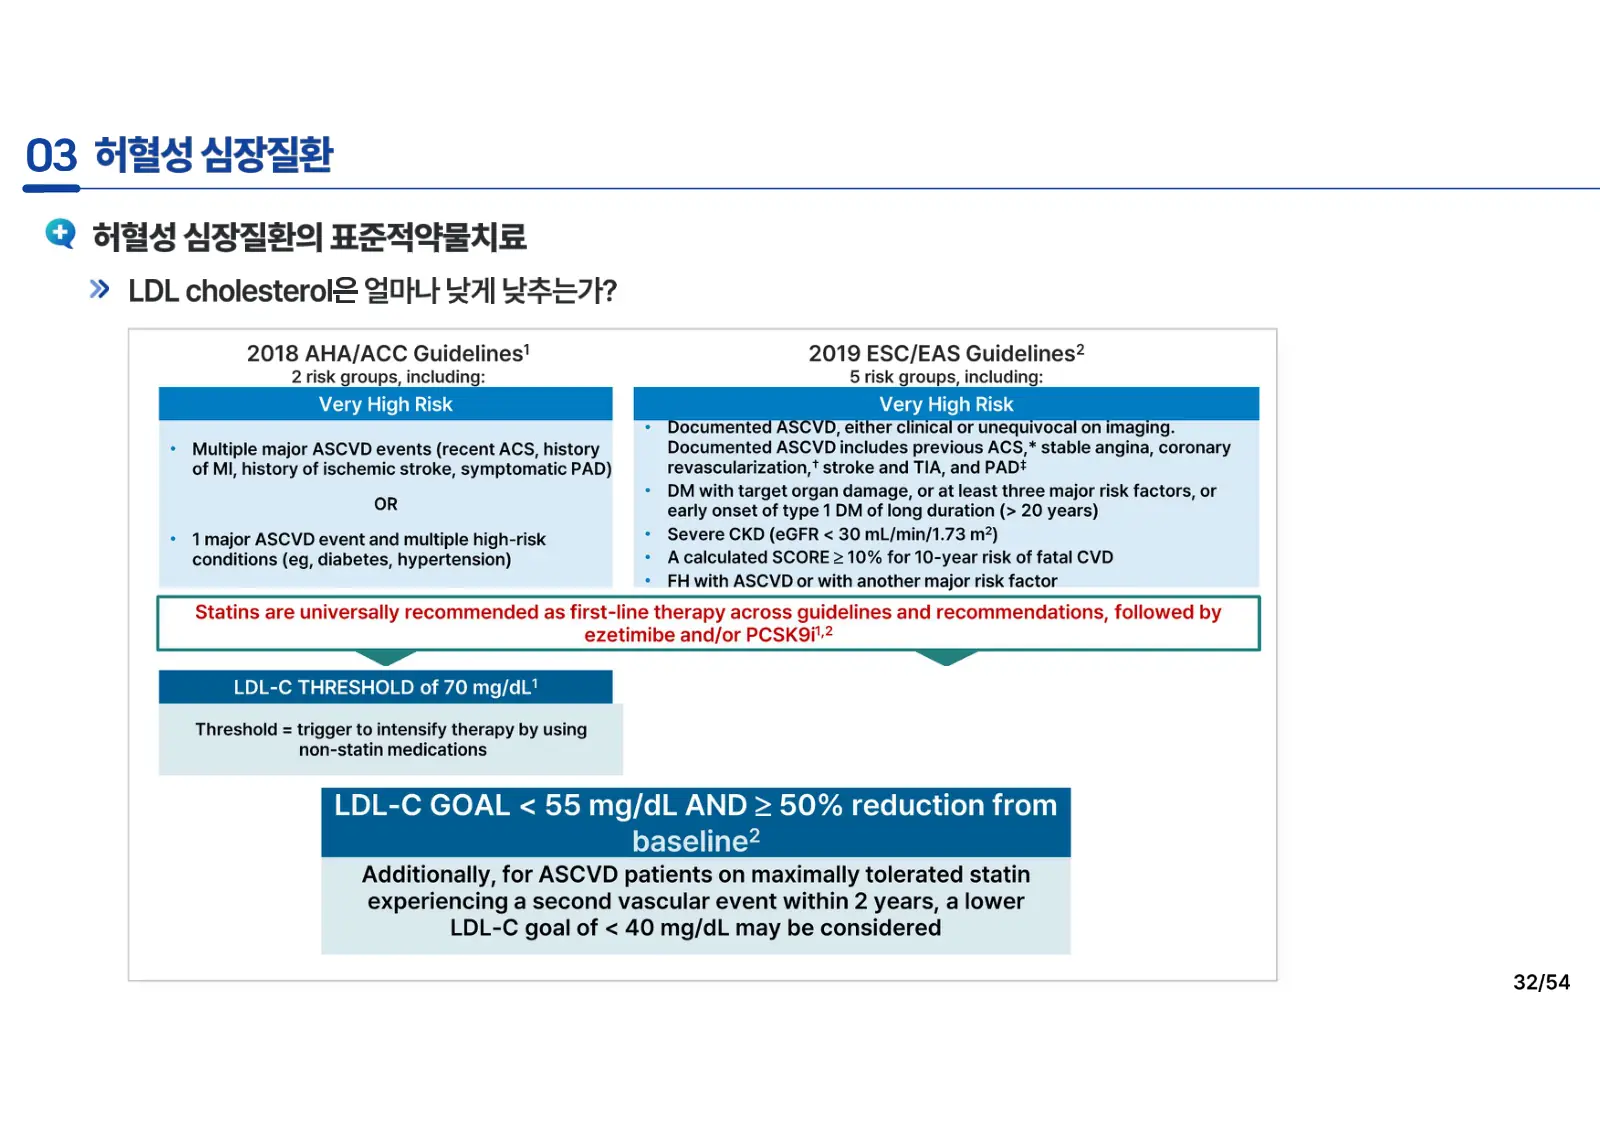 03 허혈성 심장질환
허혈성 심장질환의 표준적약물치료
LDL cholesterol은 얼마나 낮게 낮추는가?
2018 AHA/ACC Guidelines¹
2 risk groups, including:
Very High Risk
• Multiple major ASCVD events (recent ACS, history
of MI, history of ischemic stroke, symptomatic PAD)
OR
• 1 major ASCVD event and multiple high-risk
conditions (eg, diabetes, hypertension)
2019 ESC/EAS Guidelines²
5 risk groups, including:
Very High Risk
• Documented ASCVD, either clinical or unequivocal on imaging.
Documented ASCVD includes previous ACS,* stable angina, coronary
revascularization,† stroke and TIA, and PAD‡
• DM with target organ damage, or at least three major risk factors, or
early onset of type 1 DM of long duration (> 20 years)
• Severe CKD (eGFR < 30 mL/min/1.73 m²)
• A calculated SCORE ≥ 10% for 10-year risk of fatal CVD
• FH with ASCVD or with another major risk factor
Statins are universally recommended as first-line therapy across guidelines and recommendations, followed by
ezetimibe and/or PCSK9i¹,²
LDL-C THRESHOLD of 70 mg/dL¹
Threshold = trigger to intensify therapy by using
non-statin medications
LDL-C GOAL < 55 mg/dL AND ≥ 50% reduction from
baseline²
Additionally, for ASCVD patients on maximally tolerated statin
experiencing a second vascular event within 2 years, a lower
LDL-C goal of < 40 mg/dL may be considered
32/54